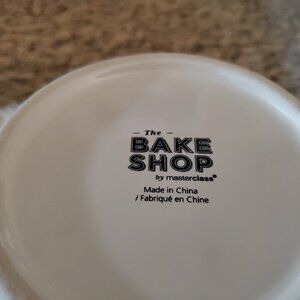 - The -
BAKE
SHOP
by masterclass®
Made in China
/ Fabriqué en Chine